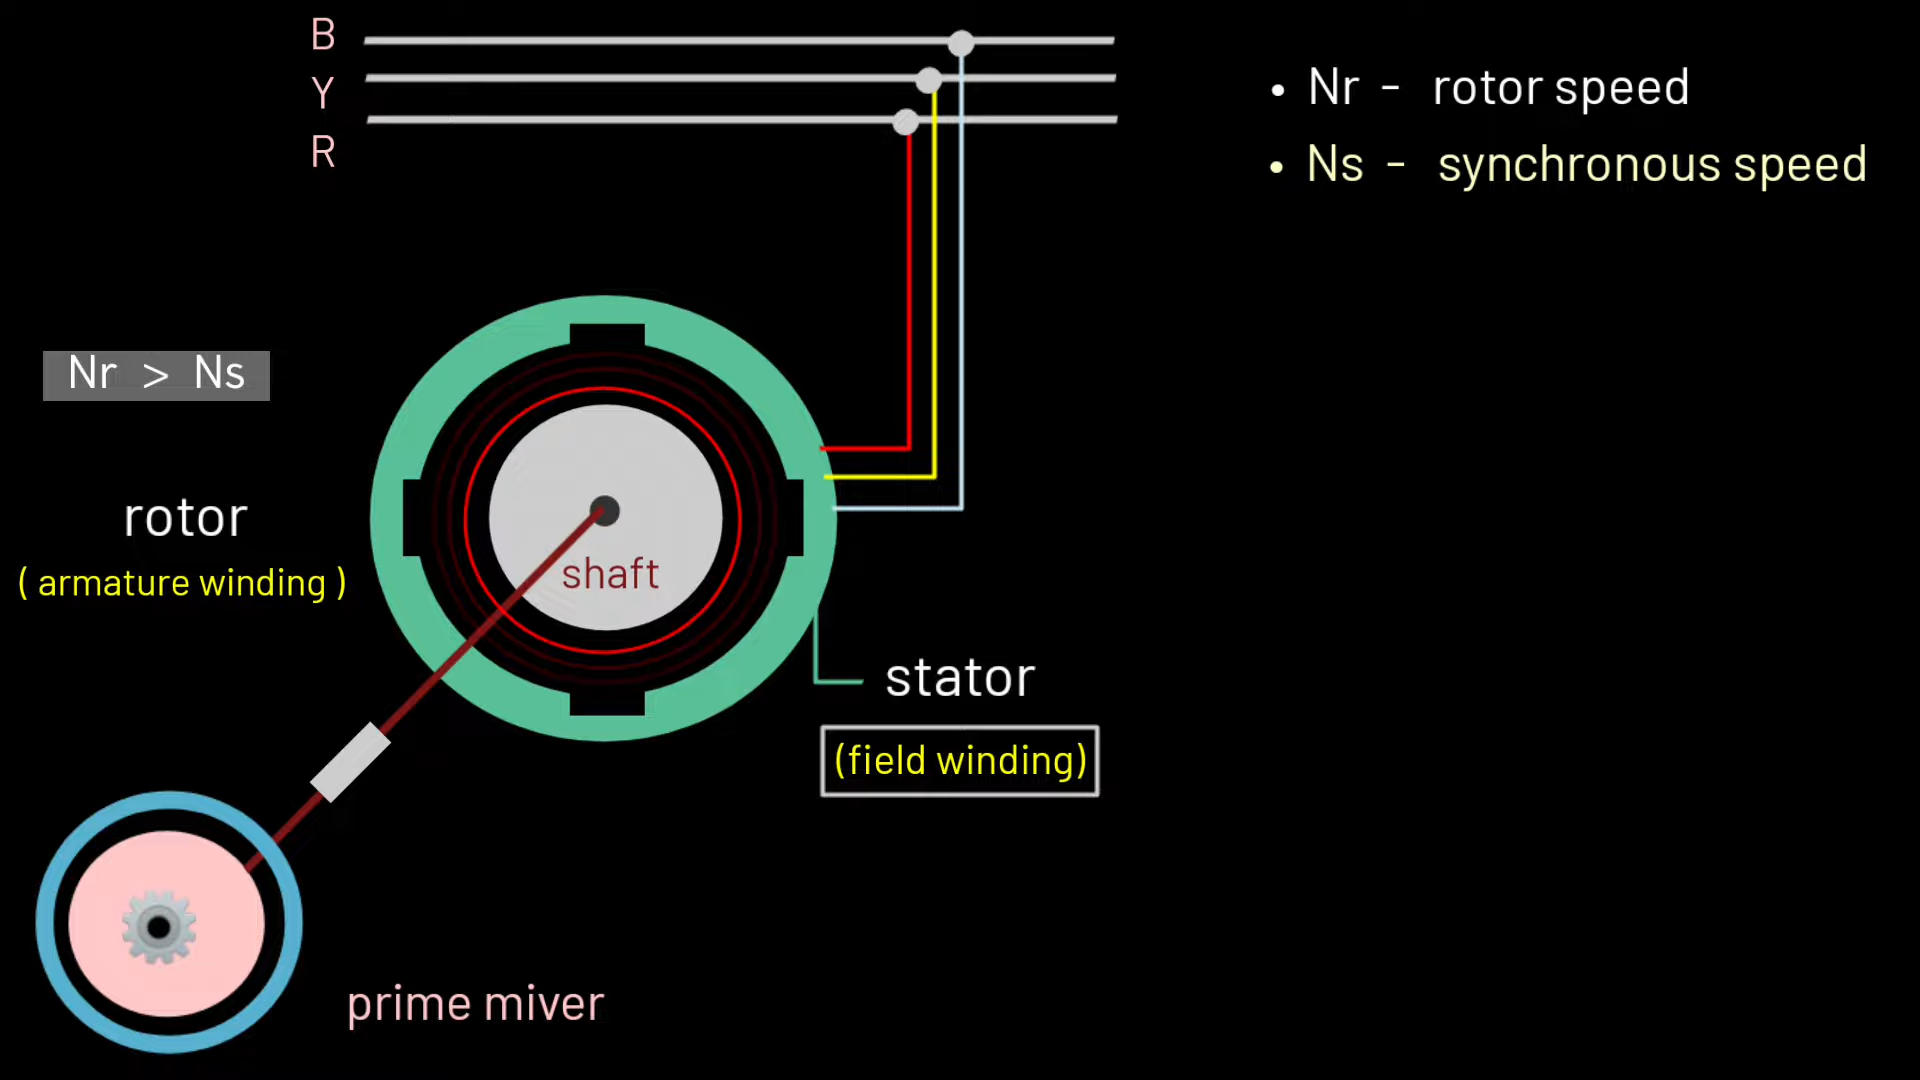 B
Y
R
• Nr - rotor speed
• Ns - synchronous speed
Nr > Ns
rotor
( armature winding )
shaft
stator
(field winding)
prime miver